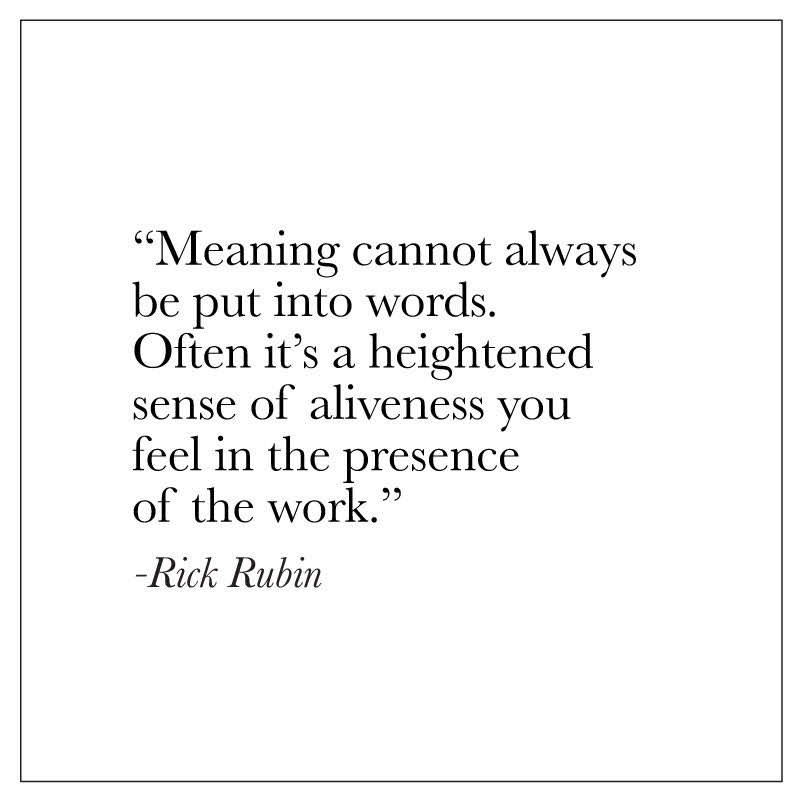 “Meaning cannot always
be put into words.
Often it’s a heightened
sense of aliveness you
feel in the presence
of the work.”
-Rick Rubin